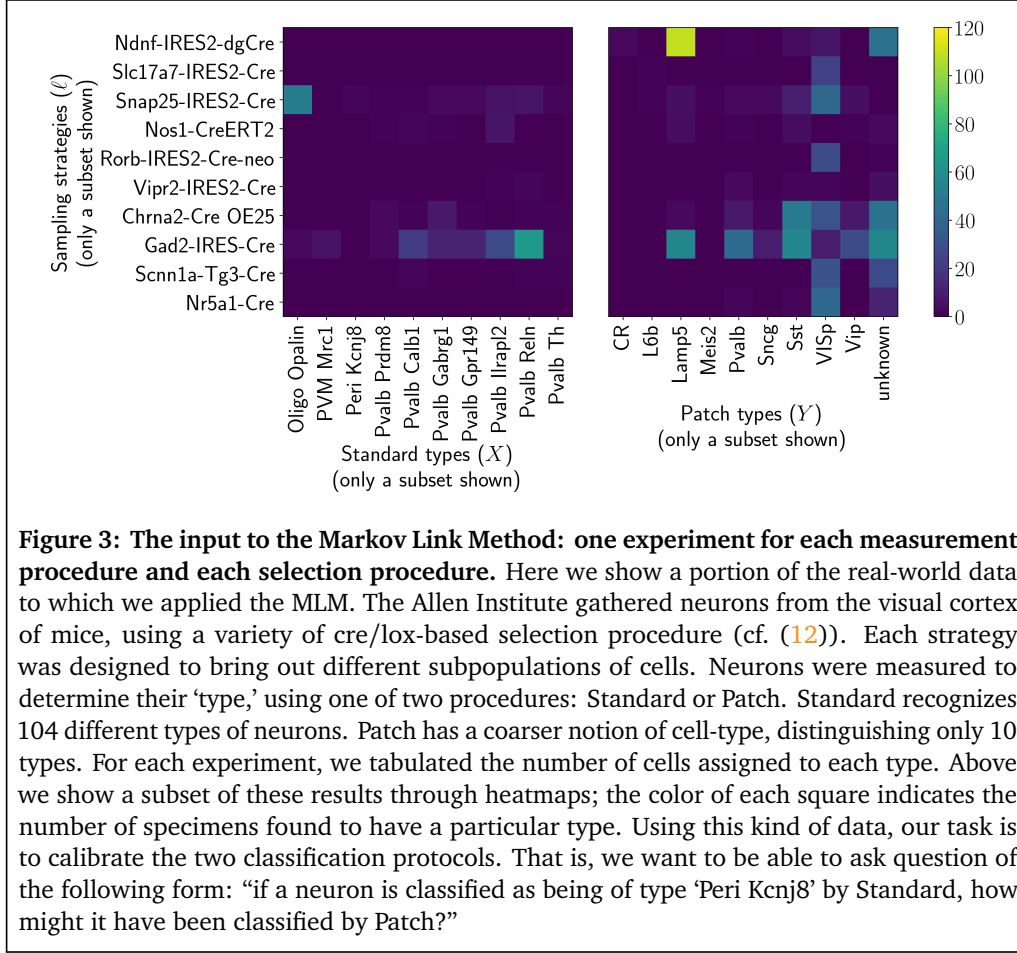 Sampling strategies (ℓ)
(only a subset shown)
Ndnf-IRES2-dgCre
Slc17a7-IRES2-Cre
Snap25-IRES2-Cre
Nos1-CreERT2
Rorb-IRES2-Cre-neo
Vipr2-IRES2-Cre
Chrna2-Cre OE25
Gad2-IRES-Cre
Scnn1a-Tg3-Cre
Nr5a1-Cre
Oligo Opalin
PVM Mrc1
Peri Kcnj8
Pvalb Prdm8
Pvalb Calb1
Pvalb Gabrg1
Pvalb Gpr149
Pvalb Il1rapl2
Pvalb Reln
Pvalb Th
Standard types (X)
(only a subset shown)
CR
L6b
Lamp5
Meis2
Pvalb
Sncg
Sst
VISp
Vip
unknown
Patch types (Y)
(only a subset shown)
120
100
80
60
40
20
0
Figure 3: The input to the Markov Link Method: one experiment for each measurement
procedure and each selection procedure. Here we show a portion of the real-world data
to which we applied the MLM. The Allen Institute gathered neurons from the visual cortex
of mice, using a variety of cre/lox-based selection procedure (cf. (12)). Each strategy
was designed to bring out different subpopulations of cells. Neurons were measured to
determine their ‘type,’ using one of two procedures: Standard or Patch. Standard recognizes
104 different types of neurons. Patch has a coarser notion of cell-type, distinguishing only 10
types. For each experiment, we tabulated the number of cells assigned to each type. Above
we show a subset of these results through heatmaps; the color of each square indicates the
number of specimens found to have a particular type. Using this kind of data, our task is
to calibrate the two classification protocols. That is, we want to be able to ask question of
the following form: “if a neuron is classified as being of type ‘Peri Kcnj8’ by Standard, how
might it have been classified by Patch?”